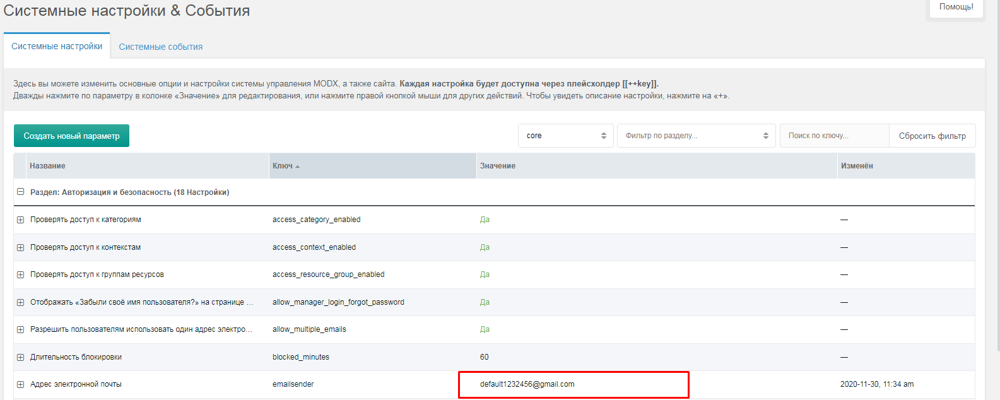 Системные настройки & События
Помощь!
Системные настройки
Системные события
Здесь вы можете изменить основные опции и настройки системы управления MODX, а также сайта. Каждая настройка будет доступна через плейсхолдер [[++key]].
Дважды нажмите по параметру в колонке «Значение» для редактирования, или нажмите правой кнопкой мыши для других действий. Чтобы увидеть описание настройки, нажмите на «+».
Создать новый параметр
core
Фильтр по разделу...
Поиск по ключу...
Сбросить фильтр
Название Ключ Значение Изменён
Раздел: Авторизация и безопасность (18 Настройки)
Проверять доступ к категориям access_category_enabled Да —
Проверять доступ к контекстам access_context_enabled Да —
Проверять доступ к группам ресурсов access_resource_group_enabled Да —
Отображать «Забыли своё имя пользователя?» на странице ... allow_manager_login_forgot_password Да —
Разрешить пользователям использовать один адрес электро... allow_multiple_emails Да —
Длительность блокировки blocked_minutes 60 —
Адрес электронной почты emailsender default1232456@gmail.com 2020-11-30, 11:34 am